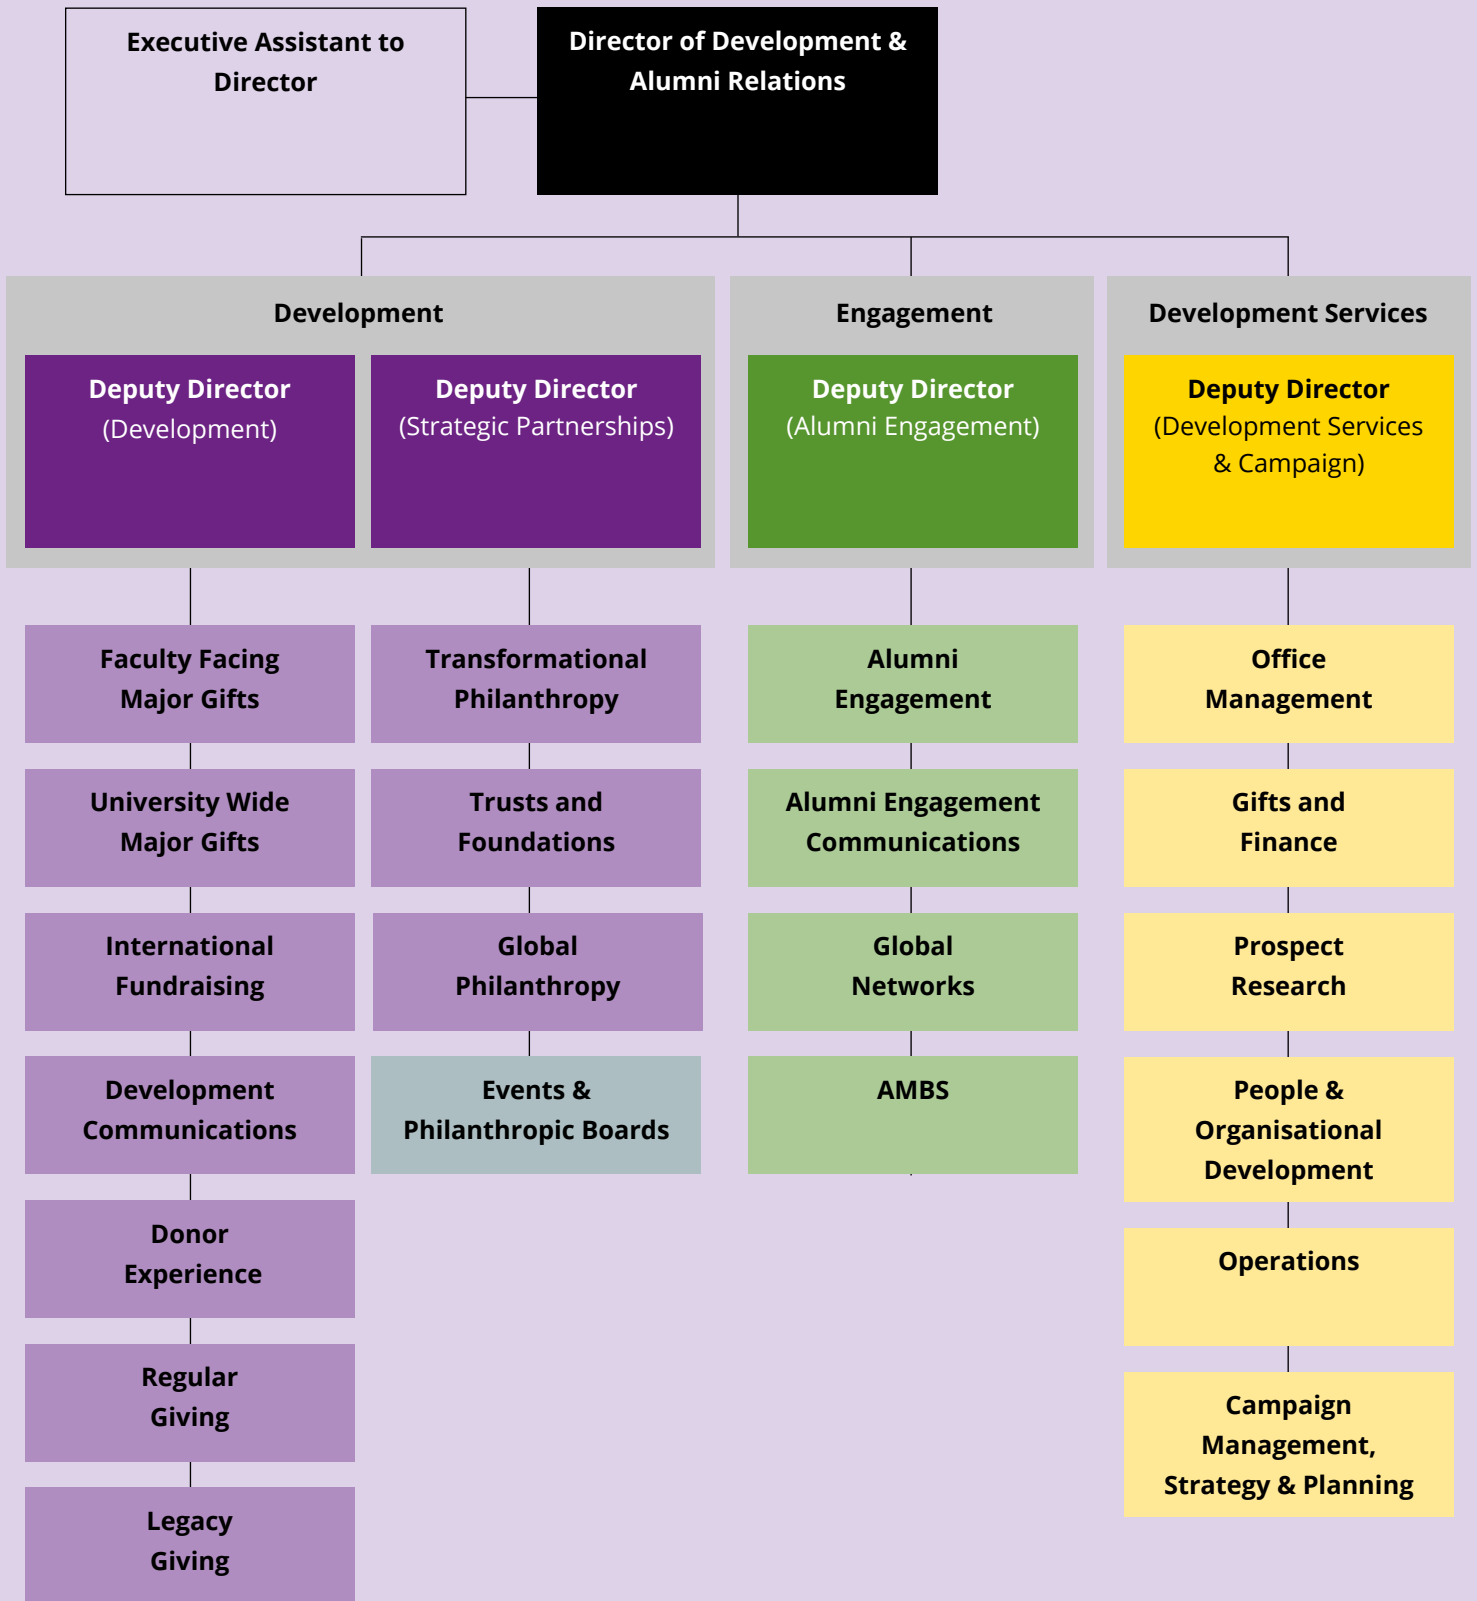 Executive Assistant to
Director
Director of Development &
Alumni Relations
Development
Deputy Director
(Development)
Deputy Director
(Strategic Partnerships)
Engagement
Deputy Director
(Alumni Engagement)
Development Services
Deputy Director
(Development Services
& Campaign)
Faculty Facing
Major Gifts
University Wide
Major Gifts
International
Fundraising
Development
Communications
Donor
Experience
Regular
Giving
Legacy
Giving
Transformational
Philanthropy
Trusts and
Foundations
Global
Philanthropy
Events &
Philanthropic Boards
Alumni
Engagement
Alumni Engagement
Communications
Global
Networks
AMBS
Office
Management
Gifts and
Finance
Prospect
Research
People &
Organisational
Development
Operations
Campaign
Management,
Strategy & Planning